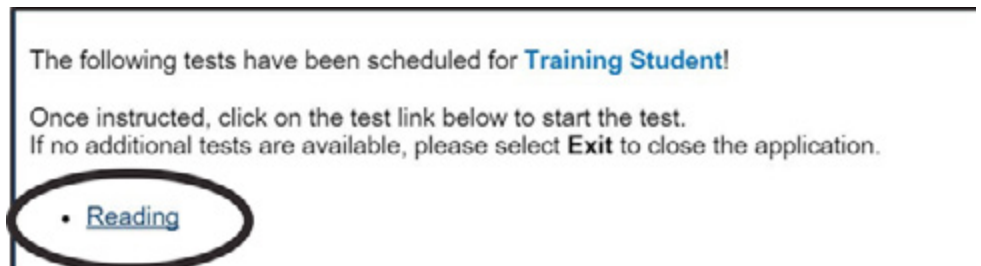 The following tests have been scheduled for Training Student!
Once instructed, click on the test link below to start the test.
If no additional tests are available, please select Exit to close the application.
• Reading